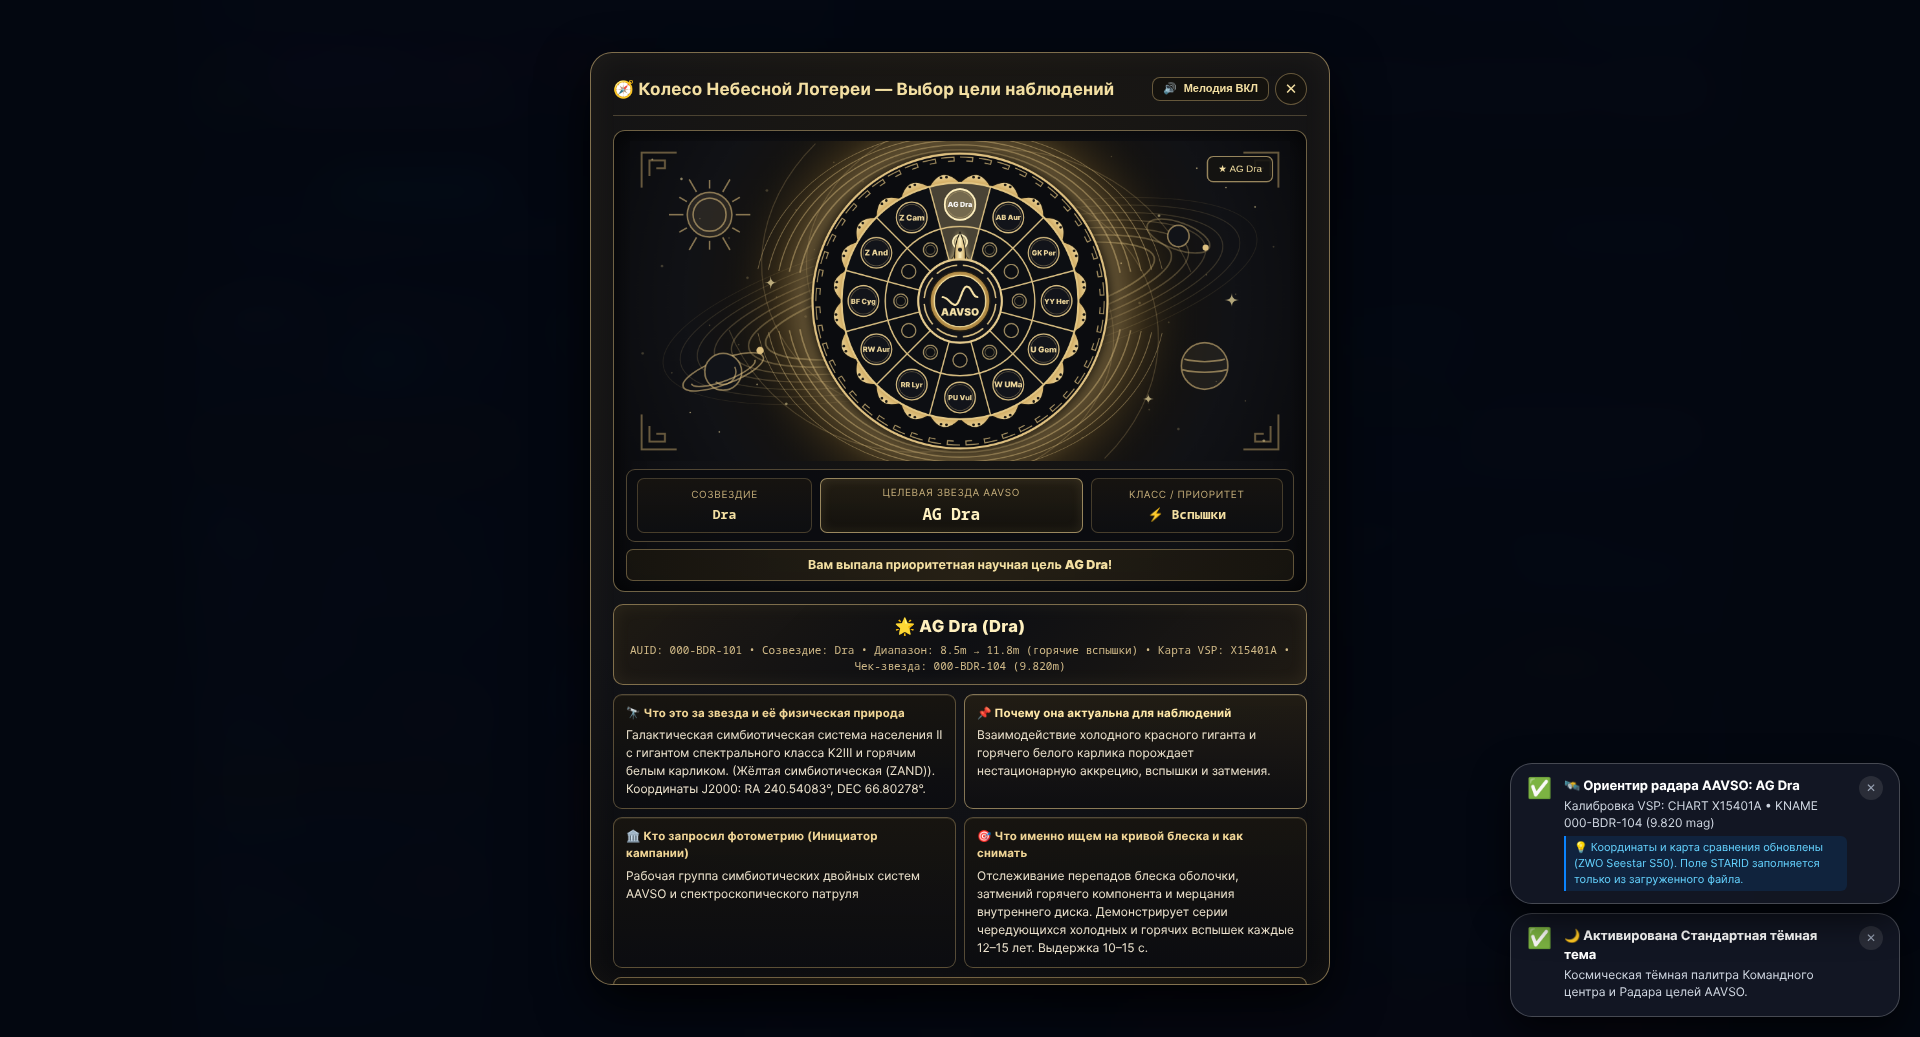 🧭 Колесо Небесной Лотереи — Выбор цели наблюдений
🔊 Мелодия ВКЛ
✕
★ AG Dra
AG Dra
AB Aur
GK Per
YY Her
U Gem
W UMa
PU Vul
RR Lyr
RW Aur
BF Cyg
Z And
Z Cam
AAVSO
СОЗВЕЗДИЕ
Dra
ЦЕЛЕВАЯ ЗВЕЗДА AAVSO
AG Dra
КЛАСС / ПРИОРИТЕТ
⚡ Вспышки
Вам выпала приоритетная научная цель AG Dra!
🌟 AG Dra (Dra)
AUID: 000-BDR-101 • Созвездие: Dra • Диапазон: 8.5m → 11.8m (горячие вспышки) • Карта VSP: X15401A •
Чек-звезда: 000-BDR-104 (9.820m)
🔭 Что это за звезда и её физическая природа
Галактическая симбиотическая система населения II
с гигантом спектрального класса K2III и горячим
белым карликом. (Жёлтая симбиотическая (ZAND)).
Координаты J2000: RA 240.54083°, DEC 66.80278°.
📌 Почему она актуальна для наблюдений
Взаимодействие холодного красного гиганта и
горячего белого карлика порождает
нестационарную аккрецию, вспышки и затмения.
🏛️ Кто запросил фотометрию (Инициатор
кампании)
Рабочая группа симбиотических двойных систем
AAVSO и спектроскопического патруля
🎯 Что именно ищем на кривой блеска и как
снимать
Отслеживание перепадов блеска оболочки,
затмений горячего компонента и мерцания
внутреннего диска. Демонстрирует серии
чередующихся холодных и горячих вспышек каждые
12–15 лет. Выдержка 10–15 с.
✅ 🛰️ Ориентир радара AAVSO: AG Dra
✕
Калибровка VSP: CHART X15401A • KNAME
000-BDR-104 (9.820 mag)
💡 Координаты и карта сравнения обновлены
(ZWO Seestar S50). Поле STARID заполняется
только из загруженного файла.
✅ 🌙 Активирована Стандартная тёмная
тема
✕
Космическая тёмная палитра Командного
центра и Радара целей AAVSO.